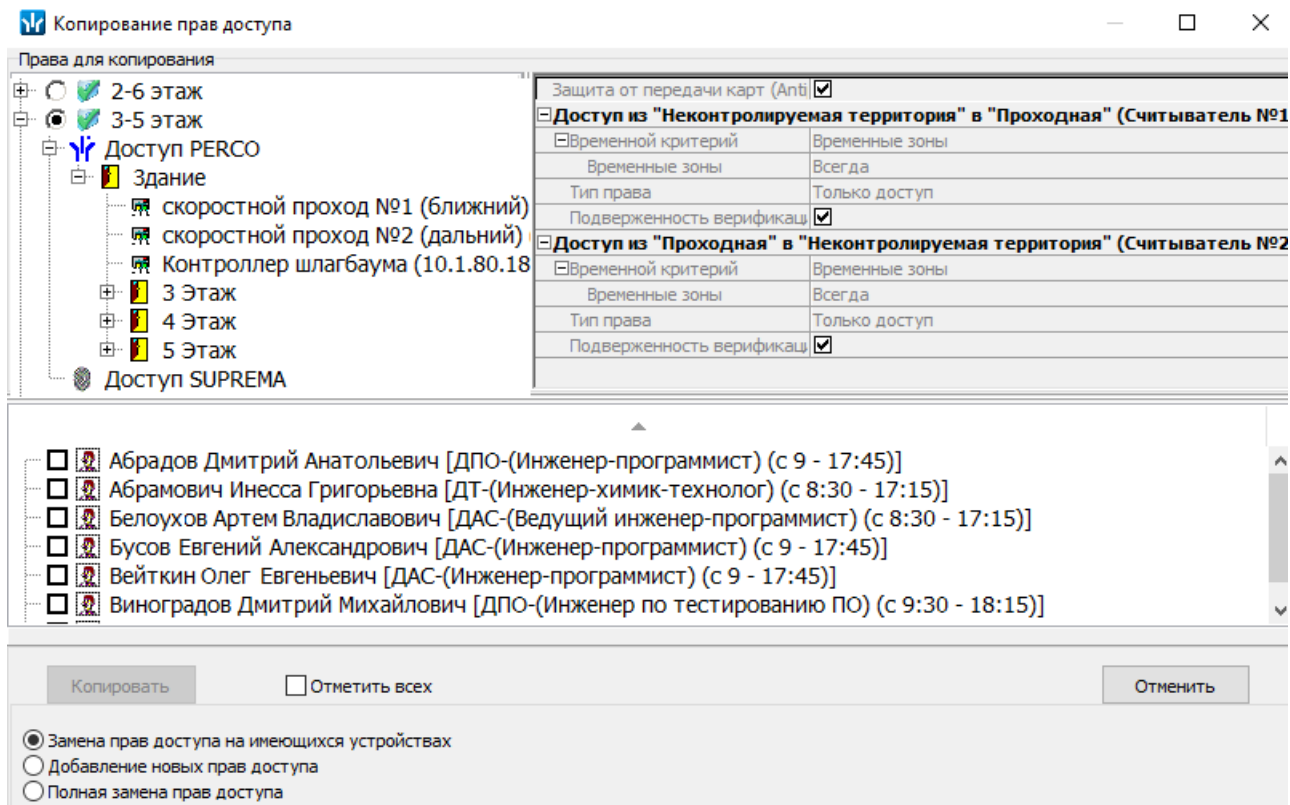 Копирование прав доступа
Права для копирования
2-6 этаж
3-5 этаж
Доступ PERCO
Здание
скоростной проход №1 (ближний)
скоростной проход №2 (дальний)
Контроллер шлагбаума (10.1.80.18
3 Этаж
4 Этаж
5 Этаж
Доступ SUPREMA
Защита от передачи карт (Anti
Доступ из "Неконтролируемая территория" в "Проходная" (Считыватель №1
Временной критерий Временные зоны
Временные зоны Всегда
Тип права Только доступ
Подверженность верификац
Доступ из "Проходная" в "Неконтролируемая территория" (Считыватель №2
Временной критерий Временные зоны
Временные зоны Всегда
Тип права Только доступ
Подверженность верификац
Абрадов Дмитрий Анатольевич [ДПО-(Инженер-программист) (с 9 - 17:45)]
Абрамович Инесса Григорьевна [ДТ-(Инженер-химик-технолог) (с 8:30 - 17:15)]
Белоухов Артем Владиславович [ДАС-(Ведущий инженер-программист) (с 8:30 - 17:15)]
Бусов Евгений Александрович [ДАС-(Инженер-программист) (с 9 - 17:45)]
Вейткин Олег Евгеньевич [ДАС-(Инженер-программист) (с 9 - 17:45)]
Виноградов Дмитрий Михайлович [ДПО-(Инженер по тестированию ПО) (с 9:30 - 18:15)]
Копировать
Отметить всех
Отменить
Замена прав доступа на имеющихся устройствах
Добавление новых прав доступа
Полная замена прав доступа